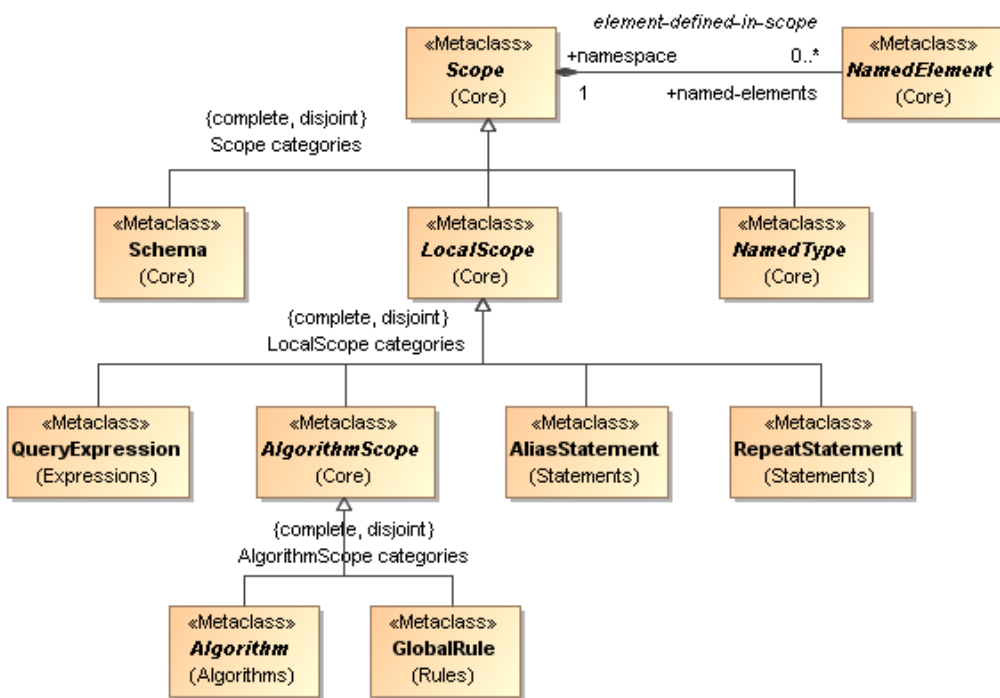 element-defined-in-scope
«Metaclass»
Scope
(Core)
+namespace
0..*
1
+named-elements
«Metaclass»
NamedElement
(Core)
{complete, disjoint}
Scope categories
«Metaclass»
Schema
(Core)
«Metaclass»
LocalScope
(Core)
«Metaclass»
NamedType
(Core)
{complete, disjoint}
LocalScope categories
«Metaclass»
QueryExpression
(Expressions)
«Metaclass»
AlgorithmScope
(Core)
«Metaclass»
AliasStatement
(Statements)
«Metaclass»
RepeatStatement
(Statements)
{complete, disjoint}
AlgorithmScope categories
«Metaclass»
Algorithm
(Algorithms)
«Metaclass»
GlobalRule
(Rules)